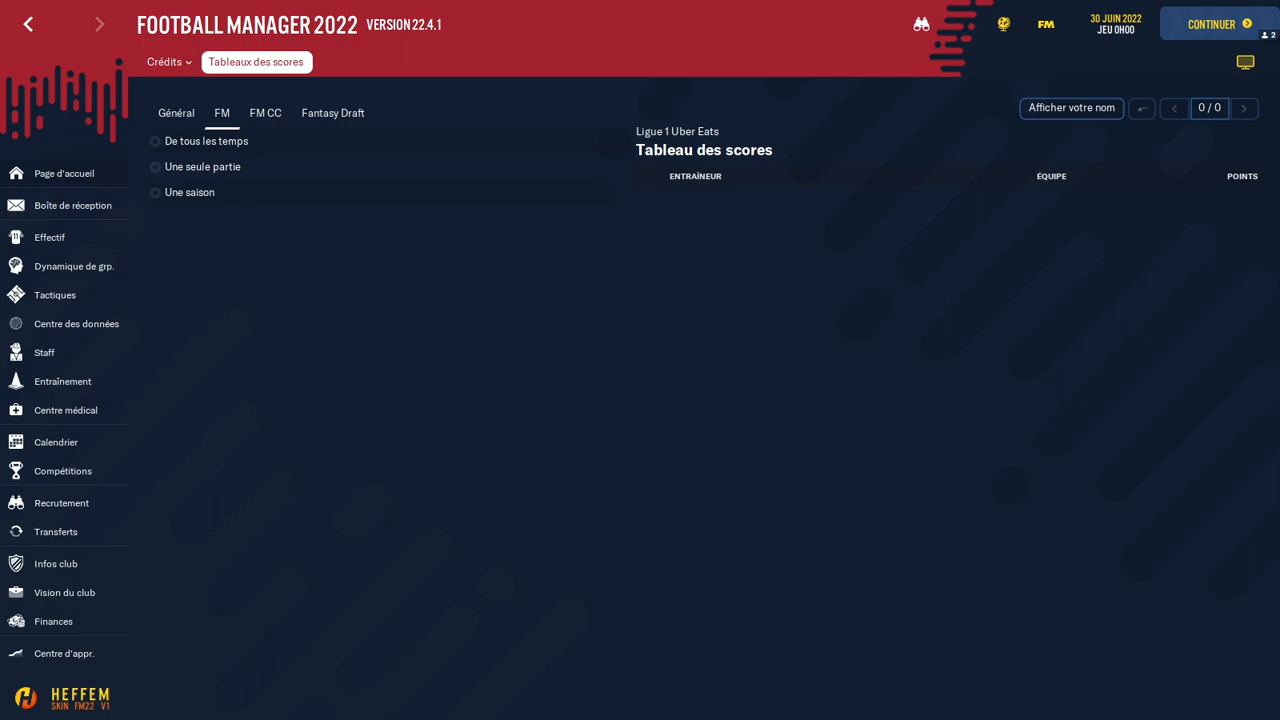 FOOTBALL MANAGER 2022 VERSION 22.4.1
FM
30 JUIN 2022
JEU 0H00
CONTINUER
2
Crédits
Tableaux des scores
Général FM FM CC Fantasy Draft
Afficher votre nom
0 / 0
De tous les temps
Une seule partie
Une saison
Ligue 1 Uber Eats
Tableau des scores
ENTRAÎNEUR ÉQUIPE POINTS
Page d'accueil
Boîte de réception
Effectif
Dynamique de grp.
Tactiques
Centre des données
Staff
Entraînement
Centre médical
Calendrier
Compétitions
Recrutement
Transferts
Infos club
Vision du club
Finances
Centre d'appr.
HEFFEM
SKIN FM22 V1